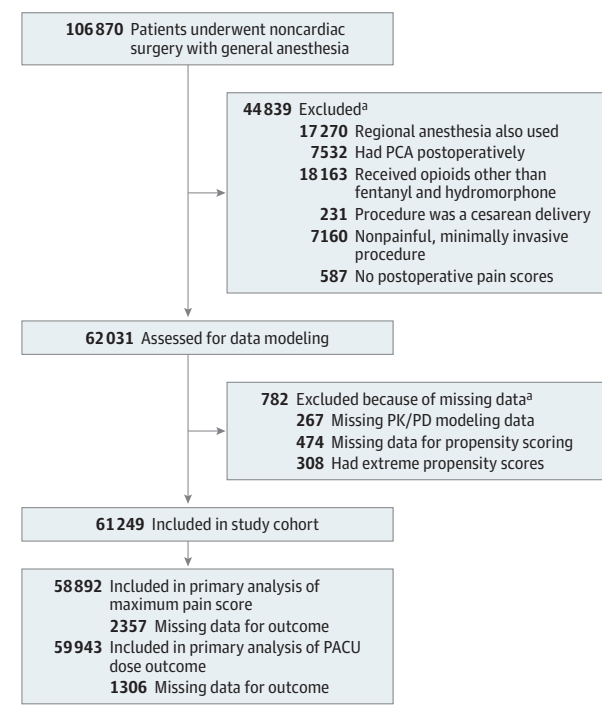 106 870 Patients underwent noncardiac
surgery with general anesthesia
44 839 Excludedᵃ
17 270 Regional anesthesia also used
7532 Had PCA postoperatively
18 163 Received opioids other than
fentanyl and hydromorphone
231 Procedure was a cesarean delivery
7160 Nonpainful, minimally invasive
procedure
587 No postoperative pain scores
62 031 Assessed for data modeling
782 Excluded because of missing dataᵃ
267 Missing PK/PD modeling data
474 Missing data for propensity scoring
308 Had extreme propensity scores
61 249 Included in study cohort
58 892 Included in primary analysis of
maximum pain score
2357 Missing data for outcome
59 943 Included in primary analysis of PACU
dose outcome
1306 Missing data for outcome